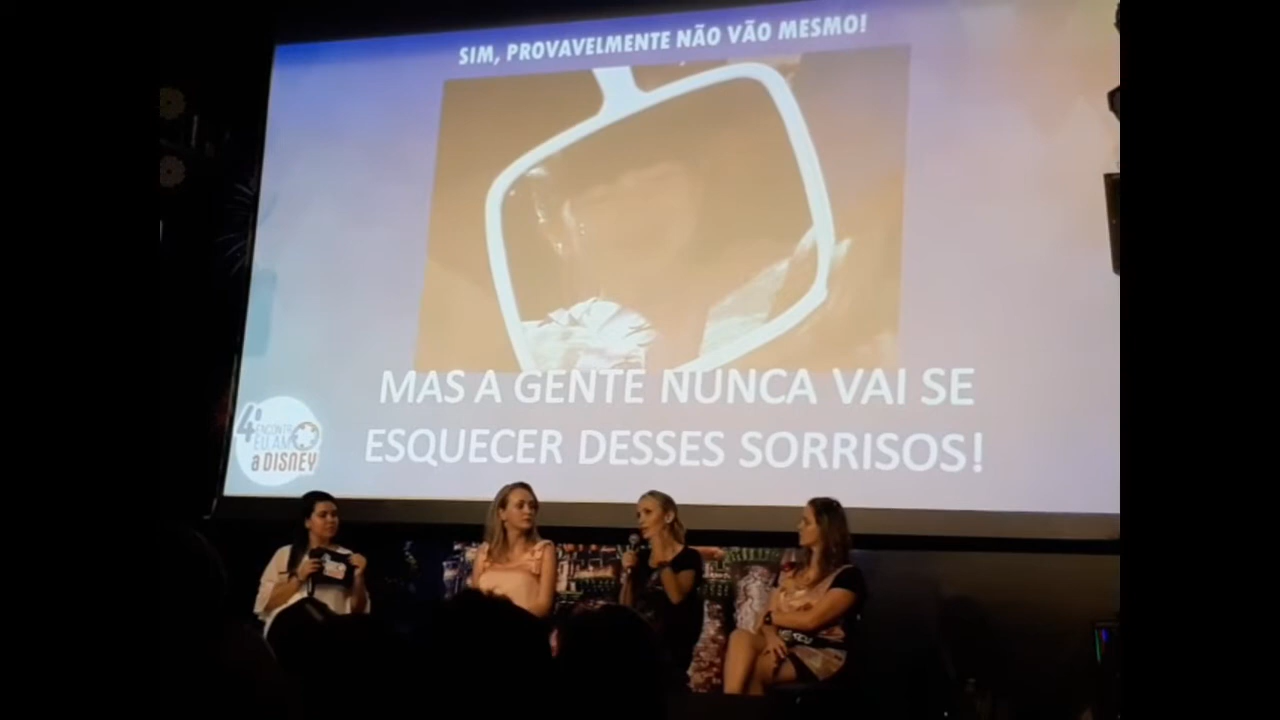 SIM, PROVAVELMENTE NÃO VÃO MESMO!
MAS A GENTE NUNCA VAI SE
ESQUECER DESSES SORRISOS!
4º
ENCONTRO
EU AMO
a DISNEY